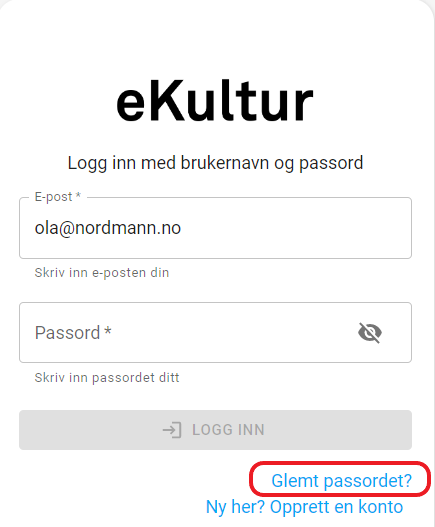 eKultur
Logg inn med brukernavn og passord
E-post *
ola@nordmann.no
Skriv inn e-posten din
Passord *
Skriv inn passordet ditt
LOGG INN
Glemt passordet?
Ny her? Opprett en konto